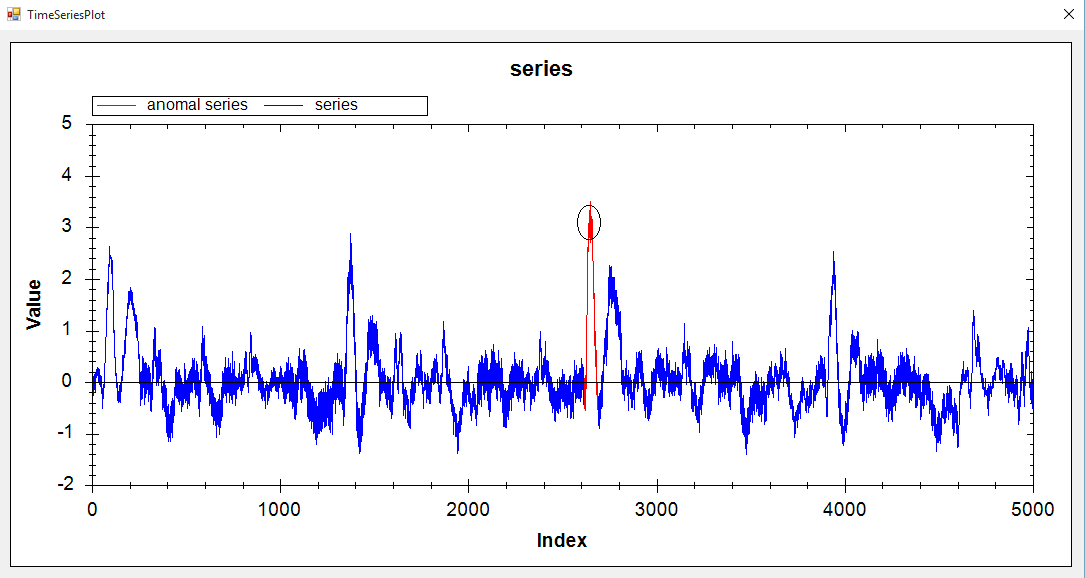 TimeSeriesPlot
series
anomal series series
5
4
3
2
1
0
-1
-2
0 1000 2000 3000 4000 5000
Value
Index